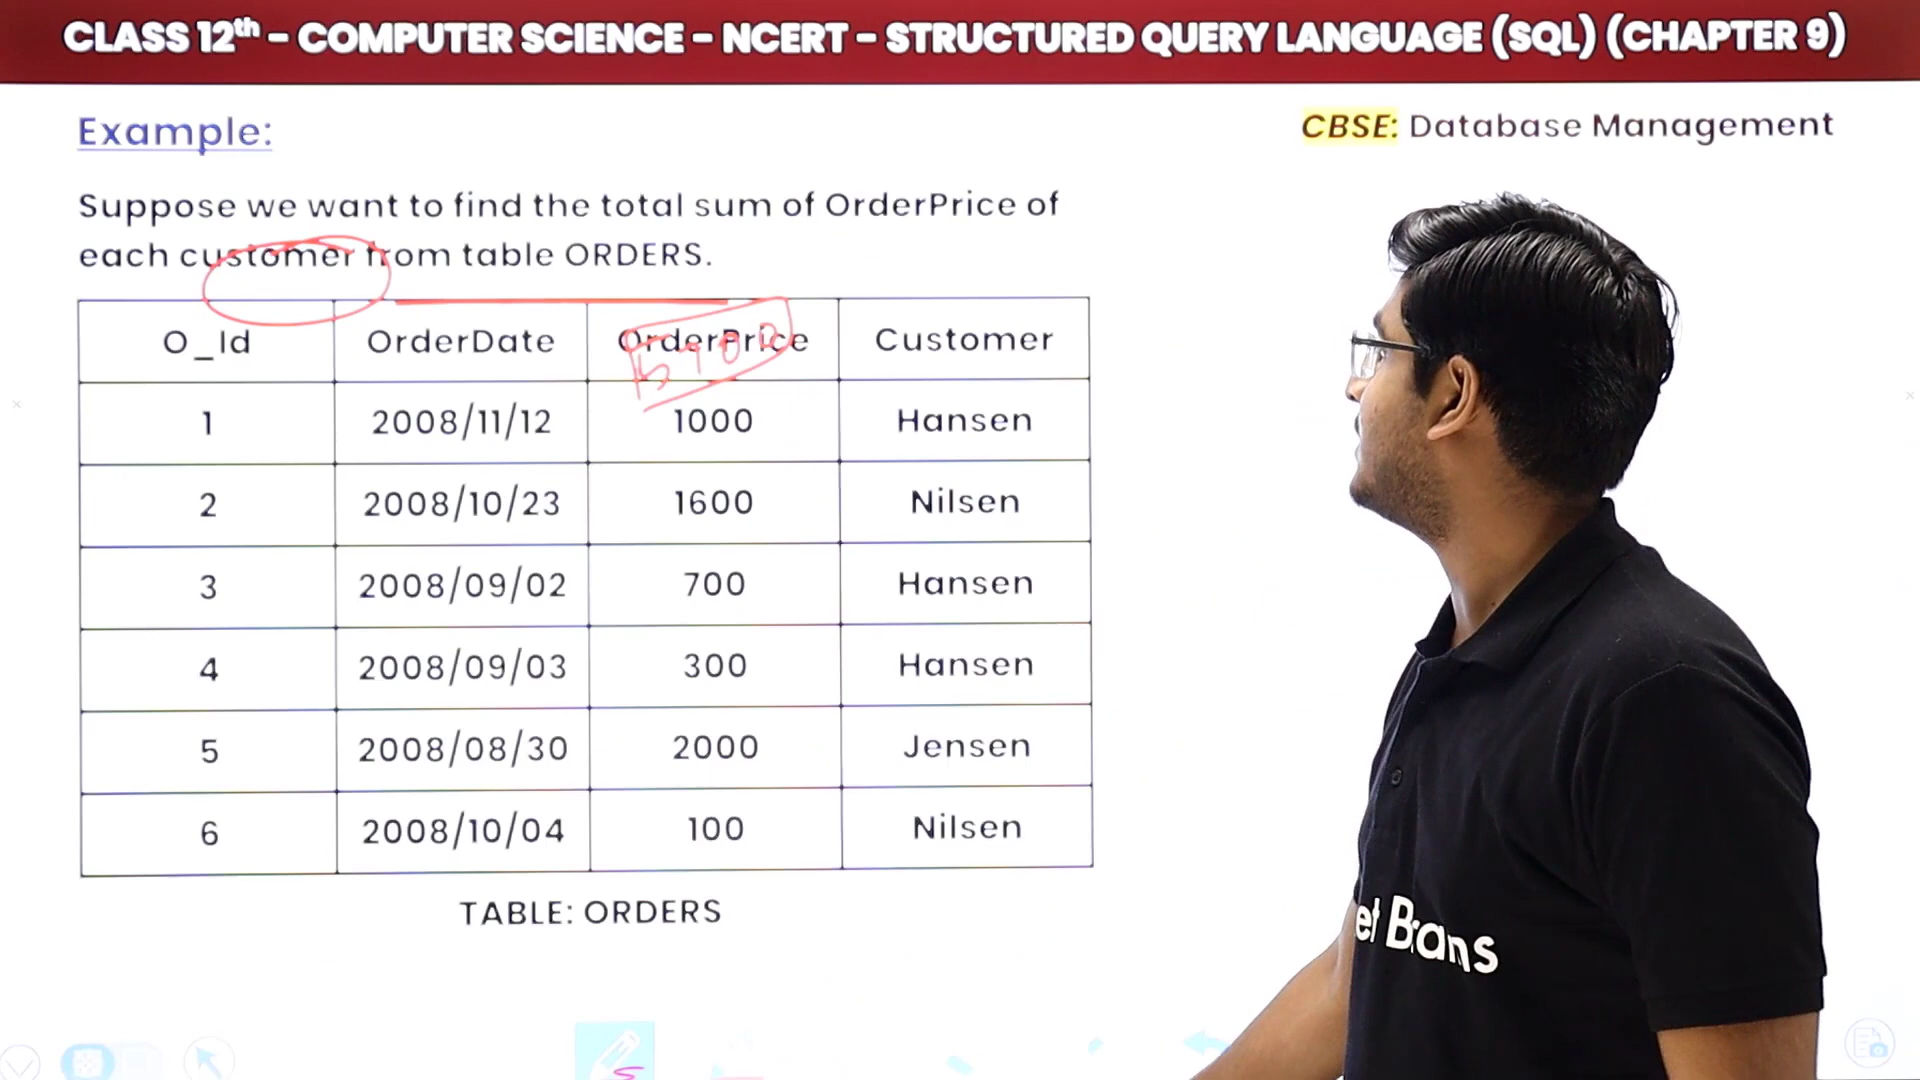 CLASS 12th – COMPUTER SCIENCE – NCERT – STRUCTURED QUERY LANGUAGE (SQL) (CHAPTER 9)
Example:
CBSE: Database Management
Suppose we want to find the total sum of OrderPrice of
each customer from table ORDERS.
O_Id OrderDate OrderPrice Customer
5700
1 2008/11/12 1000 Hansen
2 2008/10/23 1600 Nilsen
3 2008/09/02 700 Hansen
4 2008/09/03 300 Hansen
5 2008/08/30 2000 Jensen
6 2008/10/04 100 Nilsen
TABLE: ORDERS
et Brains